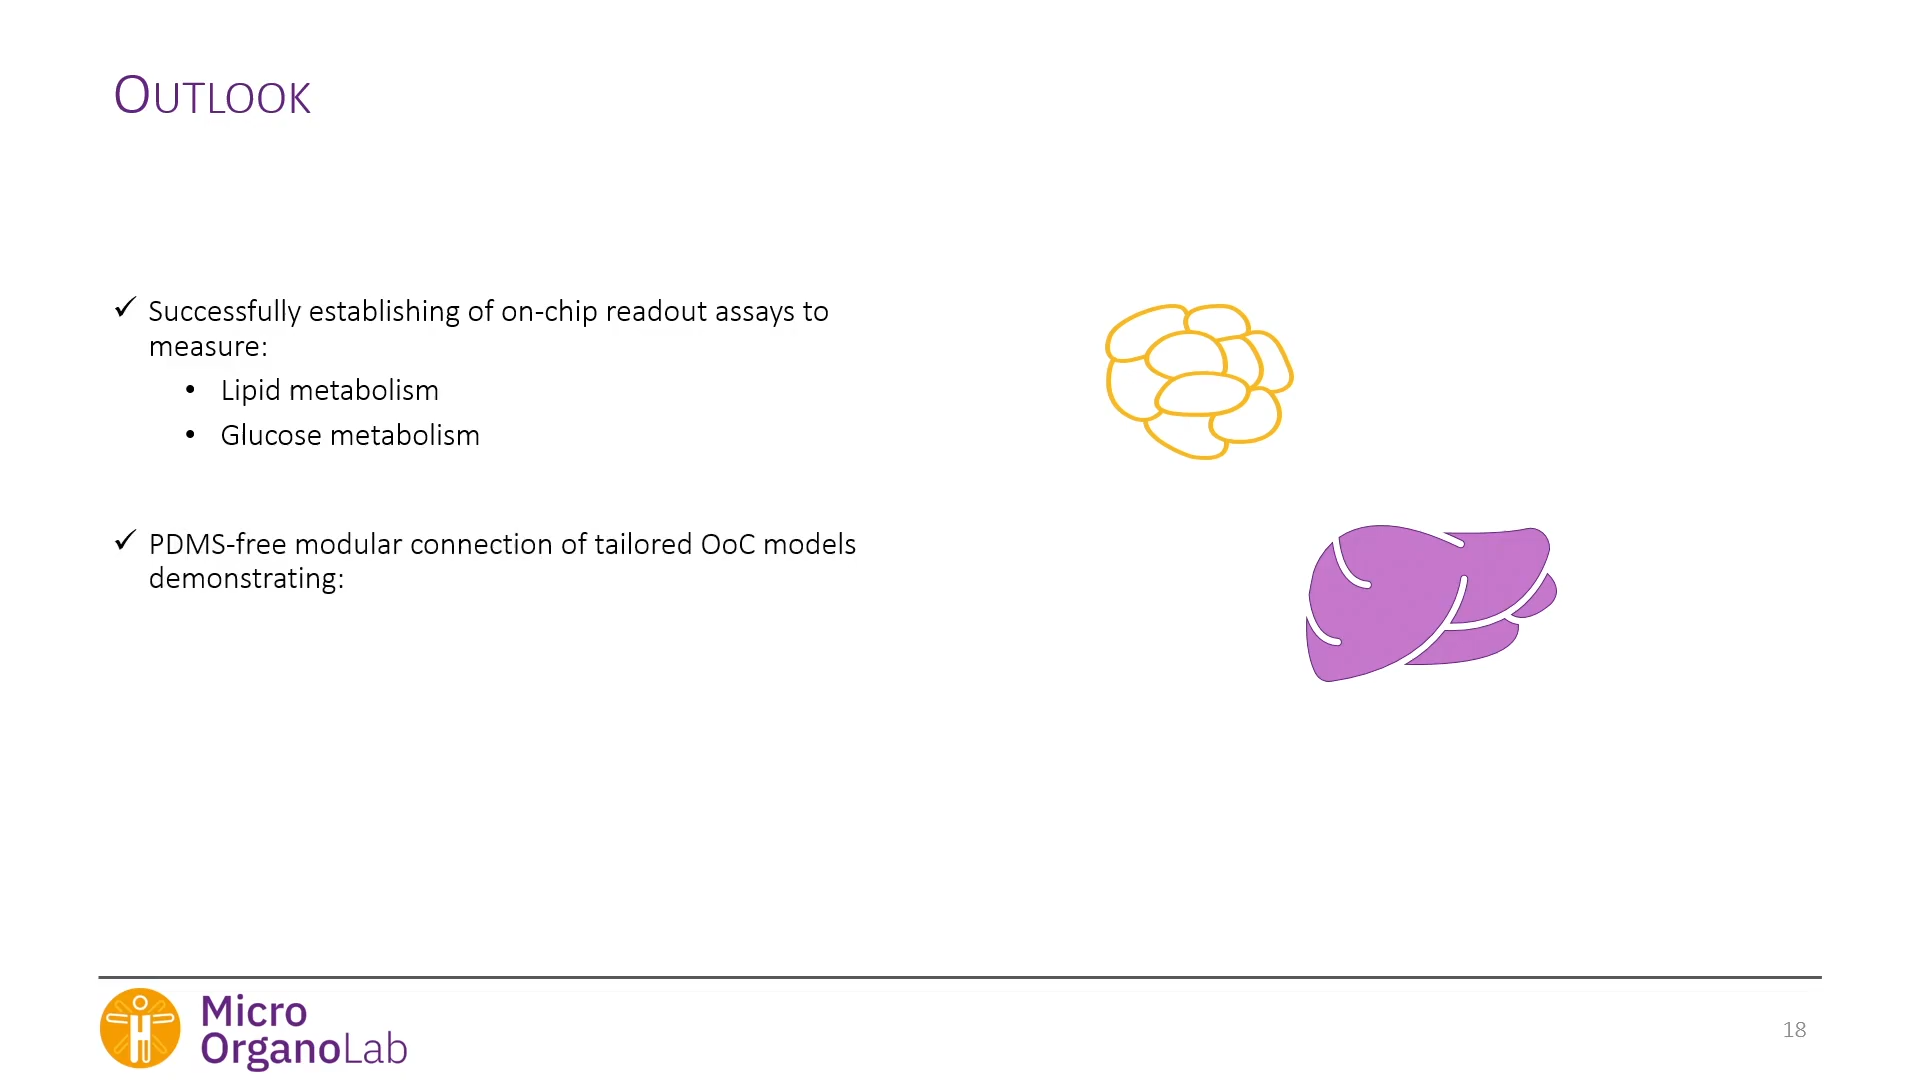 OUTLOOK
✓ Successfully establishing of on-chip readout assays to
measure:
• Lipid metabolism
• Glucose metabolism
✓ PDMS-free modular connection of tailored OoC models
demonstrating:
Micro
OrganoLab
18